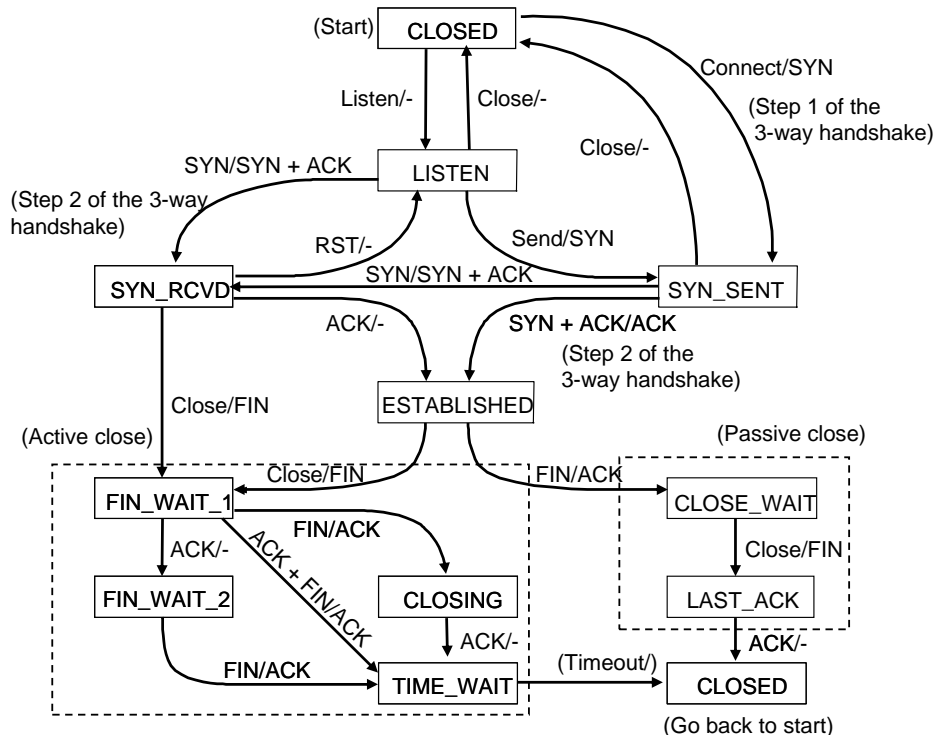 (Start)
CLOSED
Connect/SYN
Listen/-
Close/-
(Step 1 of the
3-way handshake)
Close/-
SYN/SYN + ACK
LISTEN
(Step 2 of the 3-way
handshake)
RST/-
Send/SYN
SYN/SYN + ACK
SYN_RCVD
SYN_SENT
ACK/-
SYN + ACK/ACK
(Step 2 of the
3-way handshake)
ESTABLISHED
Close/FIN
(Active close)
(Passive close)
Close/FIN
FIN/ACK
FIN_WAIT_1
CLOSE_WAIT
FIN/ACK
ACK/-
ACK + FIN/ACK
Close/FIN
FIN_WAIT_2
CLOSING
LAST_ACK
ACK/-
ACK/-
FIN/ACK
(Timeout/)
TIME_WAIT
CLOSED
(Go back to start)